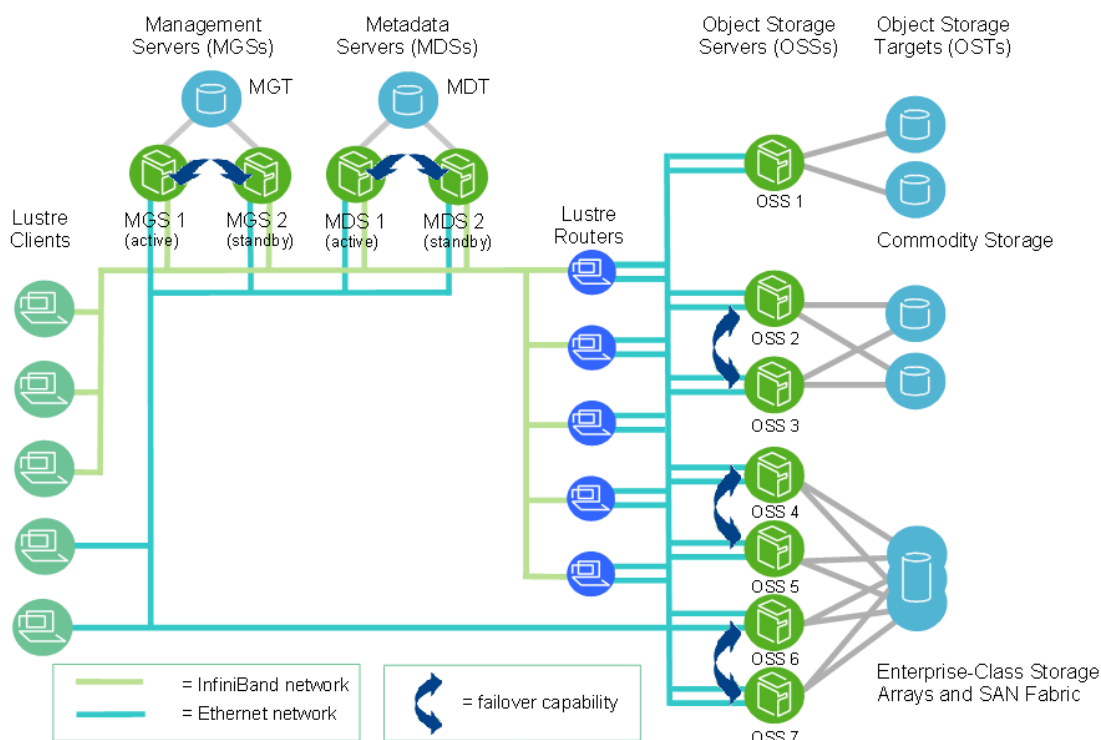 Management
Servers (MGSs)
Metadata
Servers (MDSs)
Object Storage
Servers (OSSs)
Object Storage
Targets (OSTs)
MGT
MDT
OSS 1
Lustre
Clients
MGS 1
(active)
MGS 2
(standby)
MDS 1
(active)
MDS 2
(standby)
Lustre
Routers
Commodity Storage
OSS 2
OSS 3
OSS 4
OSS 5
OSS 6
Enterprise-Class Storage
Arrays and SAN Fabric
OSS 7
= InfiniBand network
= Ethernet network
= failover capability